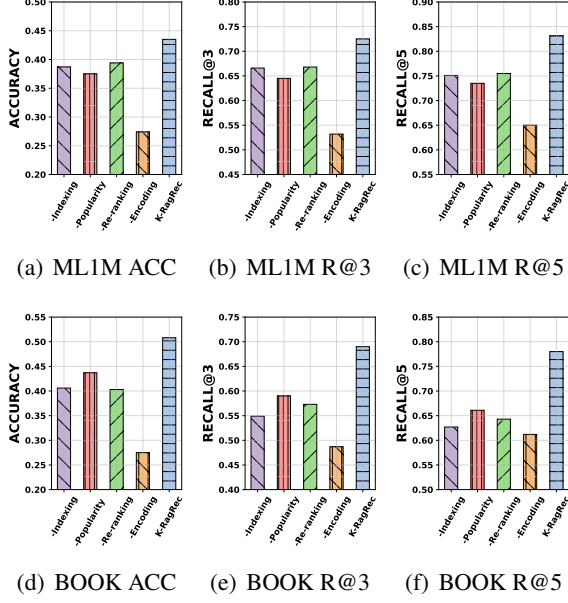 ACCURACY
0.50
0.45
0.40
0.35
0.30
0.25
0.20
-Indexing
-Popularity
-Re-ranking
-Encoding
K-RagRec
(a) ML1M ACC
RECALL@3
0.80
0.75
0.70
0.65
0.60
0.55
0.50
0.45
-Indexing
-Popularity
-Re-ranking
-Encoding
K-RagRec
(b) ML1M R@3
RECALL@5
0.90
0.85
0.80
0.75
0.70
0.65
0.60
0.55
-Indexing
-Popularity
-Re-ranking
-Encoding
K-RagRec
(c) ML1M R@5
ACCURACY
0.55
0.50
0.45
0.40
0.35
0.30
0.25
0.20
-Indexing
-Popularity
-Re-ranking
-Encoding
K-RagRec
(d) BOOK ACC
RECALL@3
0.75
0.70
0.65
0.60
0.55
0.50
0.45
0.40
-Indexing
-Popularity
-Re-ranking
-Encoding
K-RagRec
(e) BOOK R@3
RECALL@5
0.85
0.80
0.75
0.70
0.65
0.60
0.55
0.50
-Indexing
-Popularity
-Re-ranking
-Encoding
K-RagRec
(f) BOOK R@5